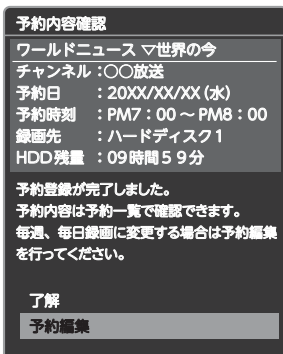 予約内容確認
ワールドニュース ▽世界の今
チャンネル:〇〇放送
予約日 :20XX/XX/XX(水)
予約時刻 :PM7:00~PM8:00
録画先 :ハードディスク1
HDD残量 :09時間59分
予約登録が完了しました。
予約内容は予約一覧で確認できます。
毎週、毎日録画に変更する場合は予約編集
を行ってください。
了解
予約編集